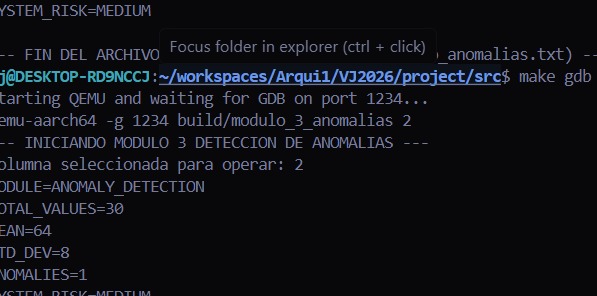 YSTEM_RISK=MEDIUM
-- FIN DEL ARCHIVO
o_anomalias.txt) --
Focus folder in explorer (ctrl + click)
j@DESKTOP-RD9NCCJ:~/workspaces/Arqui1/VJ2026/project/src$ make gdb
tarting QEMU and waiting for GDB on port 1234...
emu-aarch64 -g 1234 build/modulo_3_anomalias 2
-- INICIANDO MODULO 3 DETECCION DE ANOMALIAS ---
olumna seleccionada para operar: 2
ODULE=ANOMALY_DETECTION
OTAL_VALUES=30
EAN=64
TD_DEV=8
NOMALIES=1
YSTEM_RISK=MEDIUM